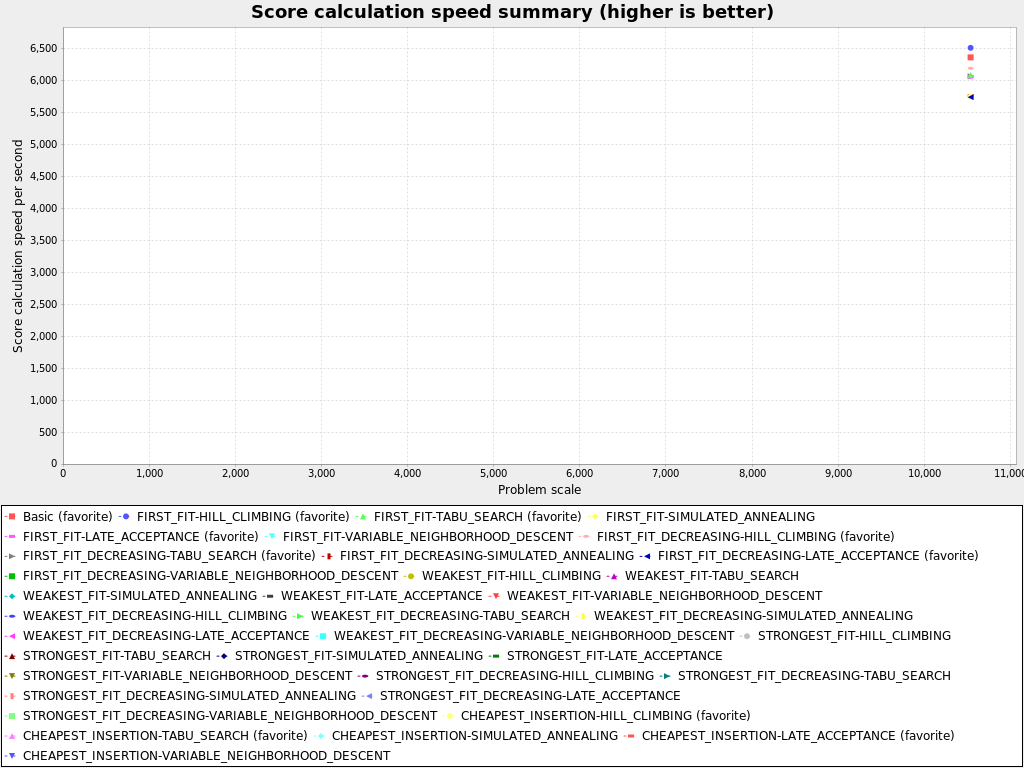 Score calculation speed summary (higher is better)
Score calculation speed per second
6,500
6,000
5,500
5,000
4,500
4,000
3,500
3,000
2,500
2,000
1,500
1,000
500
0
0 1,000 2,000 3,000 4,000 5,000 6,000 7,000 8,000 9,000 10,000 11,000
Problem scale
Basic (favorite) FIRST_FIT-HILL_CLIMBING (favorite) FIRST_FIT-TABU_SEARCH (favorite) FIRST_FIT-SIMULATED_ANNEALING
FIRST_FIT-LATE_ACCEPTANCE (favorite) FIRST_FIT-VARIABLE_NEIGHBORHOOD_DESCENT FIRST_FIT_DECREASING-HILL_CLIMBING (favorite)
FIRST_FIT_DECREASING-TABU_SEARCH (favorite) FIRST_FIT_DECREASING-SIMULATED_ANNEALING FIRST_FIT_DECREASING-LATE_ACCEPTANCE (favorite)
FIRST_FIT_DECREASING-VARIABLE_NEIGHBORHOOD_DESCENT WEAKEST_FIT-HILL_CLIMBING WEAKEST_FIT-TABU_SEARCH
WEAKEST_FIT-SIMULATED_ANNEALING WEAKEST_FIT-LATE_ACCEPTANCE WEAKEST_FIT-VARIABLE_NEIGHBORHOOD_DESCENT
WEAKEST_FIT_DECREASING-HILL_CLIMBING WEAKEST_FIT_DECREASING-TABU_SEARCH WEAKEST_FIT_DECREASING-SIMULATED_ANNEALING
WEAKEST_FIT_DECREASING-LATE_ACCEPTANCE WEAKEST_FIT_DECREASING-VARIABLE_NEIGHBORHOOD_DESCENT STRONGEST_FIT-HILL_CLIMBING
STRONGEST_FIT-TABU_SEARCH STRONGEST_FIT-SIMULATED_ANNEALING STRONGEST_FIT-LATE_ACCEPTANCE
STRONGEST_FIT-VARIABLE_NEIGHBORHOOD_DESCENT STRONGEST_FIT_DECREASING-HILL_CLIMBING STRONGEST_FIT_DECREASING-TABU_SEARCH
STRONGEST_FIT_DECREASING-SIMULATED_ANNEALING STRONGEST_FIT_DECREASING-LATE_ACCEPTANCE
STRONGEST_FIT_DECREASING-VARIABLE_NEIGHBORHOOD_DESCENT CHEAPEST_INSERTION-HILL_CLIMBING (favorite)
CHEAPEST_INSERTION-TABU_SEARCH (favorite) CHEAPEST_INSERTION-SIMULATED_ANNEALING CHEAPEST_INSERTION-LATE_ACCEPTANCE (favorite)
CHEAPEST_INSERTION-VARIABLE_NEIGHBORHOOD_DESCENT